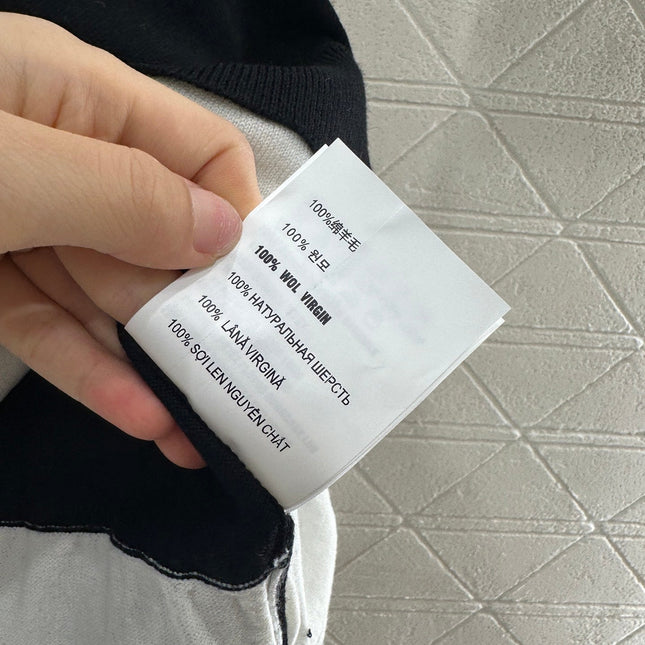 100%绵羊毛
100% 원모
100% WOL VIRGIN
100% НАТУРАЛЬНАЯ ШЕРСТЬ
100% LÂNĂ VIRGINĂ
100% SỢI LEN NGUYÊN CHẤT